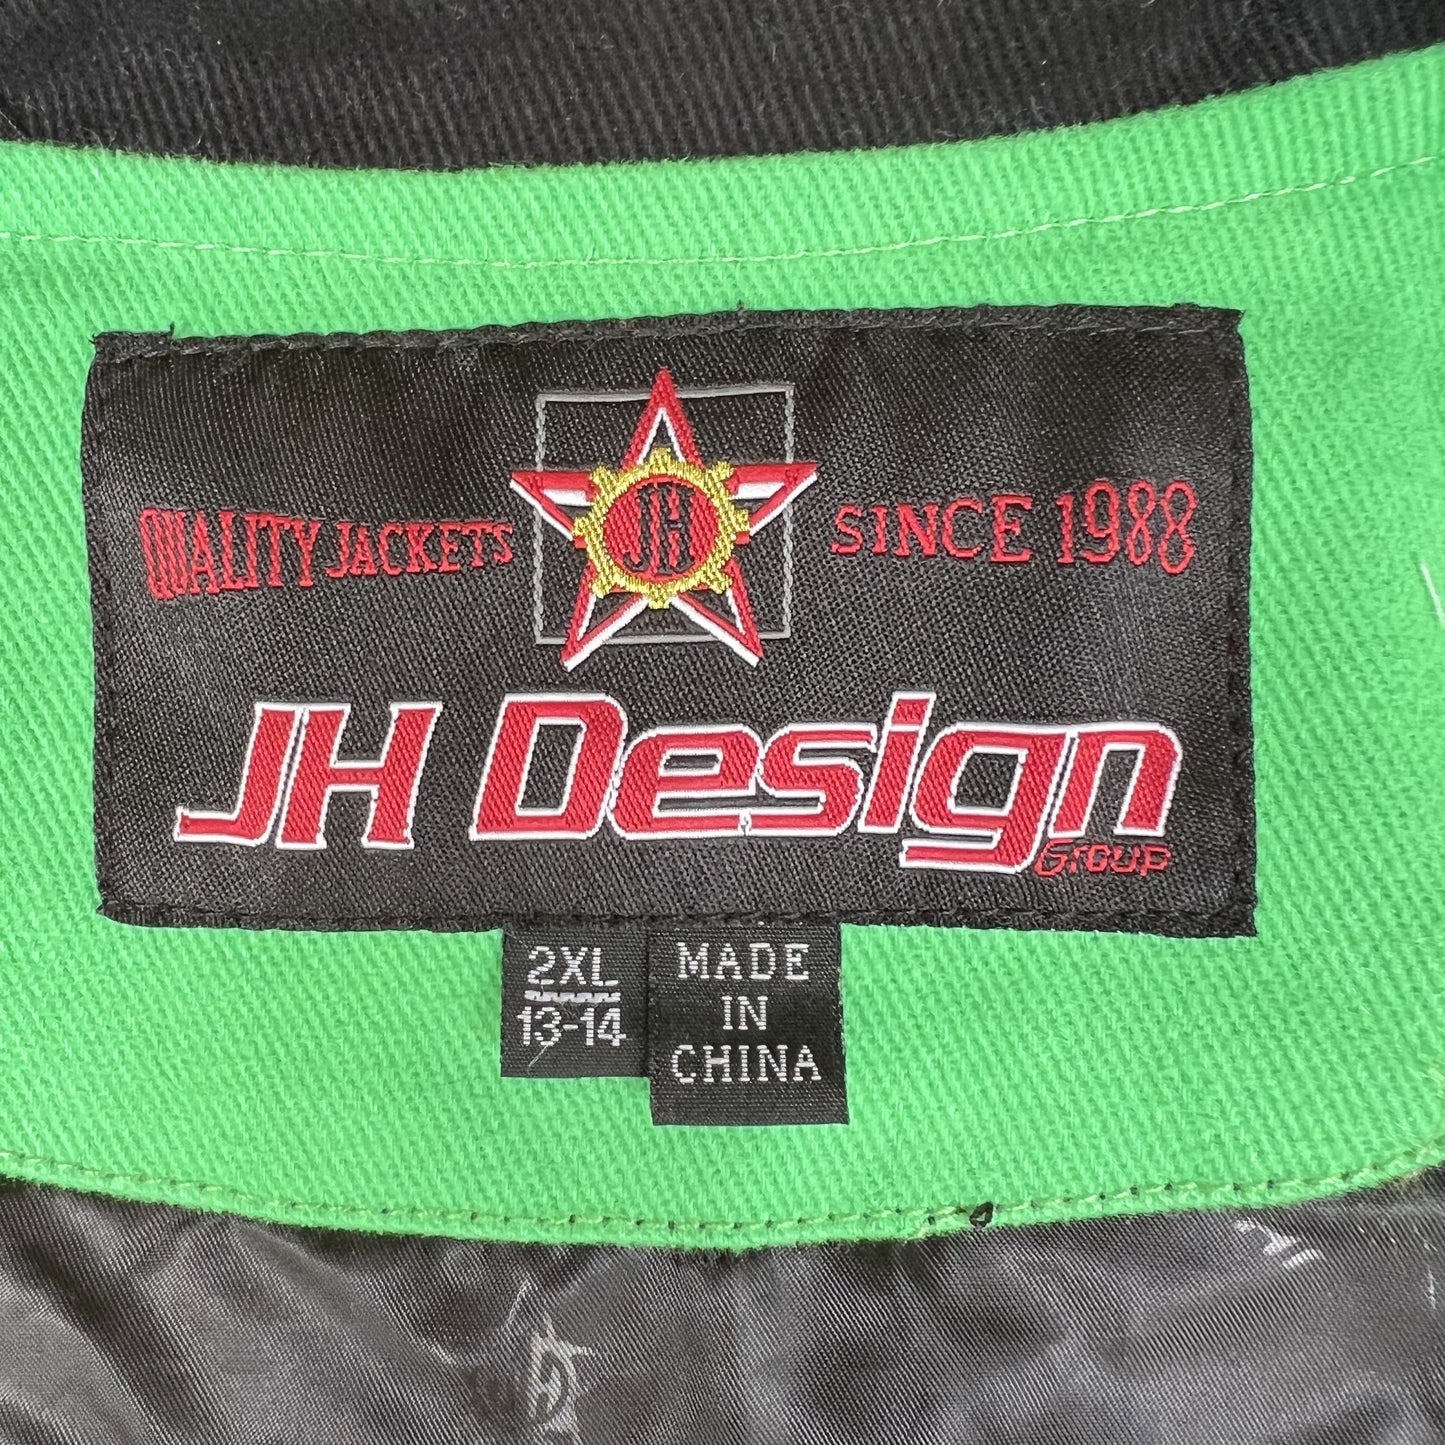 QUALITY JACKETS JH SINCE 1988
JH Design
Group
2XL
13-14
MADE
IN
CHINA